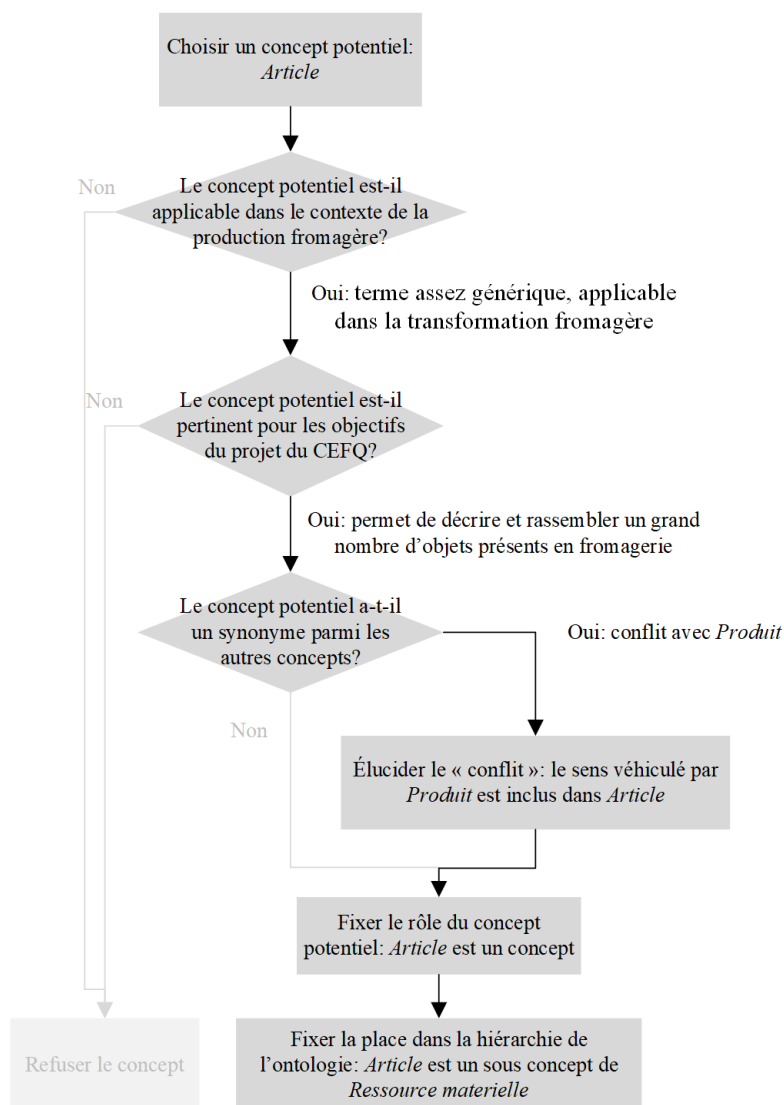 Choisir un concept potentiel:
Article
Non
Le concept potentiel est-il
applicable dans le contexte de la
production fromagère?
Oui: terme assez générique, applicable
dans la transformation fromagère
Non
Le concept potentiel est-il
pertinent pour les objectifs
du projet du CEFQ?
Oui: permet de décrire et rassembler un grand
nombre d’objets présents en fromagerie
Le concept potentiel a-t-il
un synonyme parmi les
autres concepts?
Oui: conflit avec Produit
Non
Élucider le « conflit »: le sens véhiculé par
Produit est inclus dans Article
Fixer le rôle du concept
potentiel: Article est un concept
Refuser le concept
Fixer la place dans la hiérarchie de
l’ontologie: Article est un sous concept de
Ressource materielle